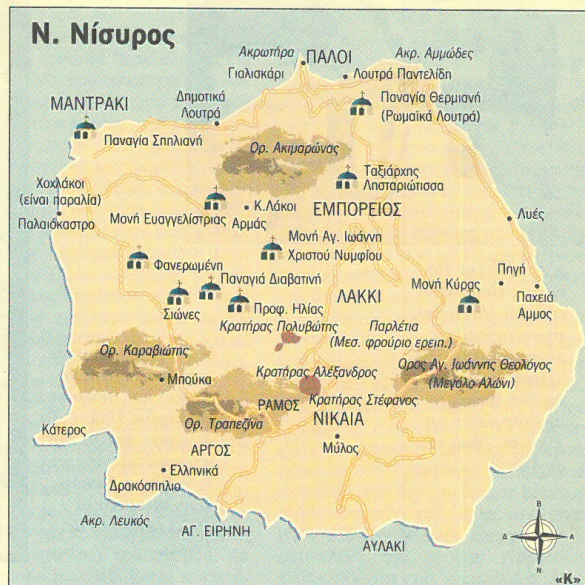 Ν. Νίσυρος
Ακρωτήρα
ΠΑΛΟΙ
Ακρ. Αμμώδες
Γιαλισκάρι
Λουτρά Παντελίδη
ΜΑΝΤΡΑΚΙ
Δημοτικά
Λουτρά
Παναγία Θερμιανή
(Ρωμαϊκά Λουτρά)
Παναγία Σπηλιανή
Ορ. Ακιμαρώνας
Ταξιάρχης
Λησταριώτισσα
Χοχλάκοι
(είναι παραλία)
Παλαιόκαστρο
Μονή Ευαγγελίστριας
Κ.Λάκοι
Αρμάς
ΕΜΠΟΡΕΙΟΣ
Λυές
Μονή Αγ. Ιωάννη
Χριστού Νυμφίου
Φανερωμένη
Παναγιά Διαβατινή
Πηγή
Μονή Κύρας
ΛΑΚΚΙ
Παχειά
Αμμος
Σιώνες
Προφ. Ηλίας
Κρατήρας Πολυβώτης
Παρλέτια
(Μεσ. φρούριο ερειπ.)
Ορ. Καραβιώτης
Ορος Αγ. Ιωάννης Θεολόγος
(Μεγάλο Αλώνι)
Μπούκα
Κρατήρας Αλέξανδρος
Κρατήρας Στέφανος
ΡΑΜΟΣ
ΝΙΚΑΙΑ
Ορ. Τραπεζίνα
Κάτερος
ΑΡΓΟΣ
Μύλος
Ελληνικά
Δρακόσπηλιο
Ακρ. Λευκός
ΑΓ. ΕΙΡΗΝΗ
ΑΥΛΑΚΙ
Β
Δ
Α
Ν
«Κ»